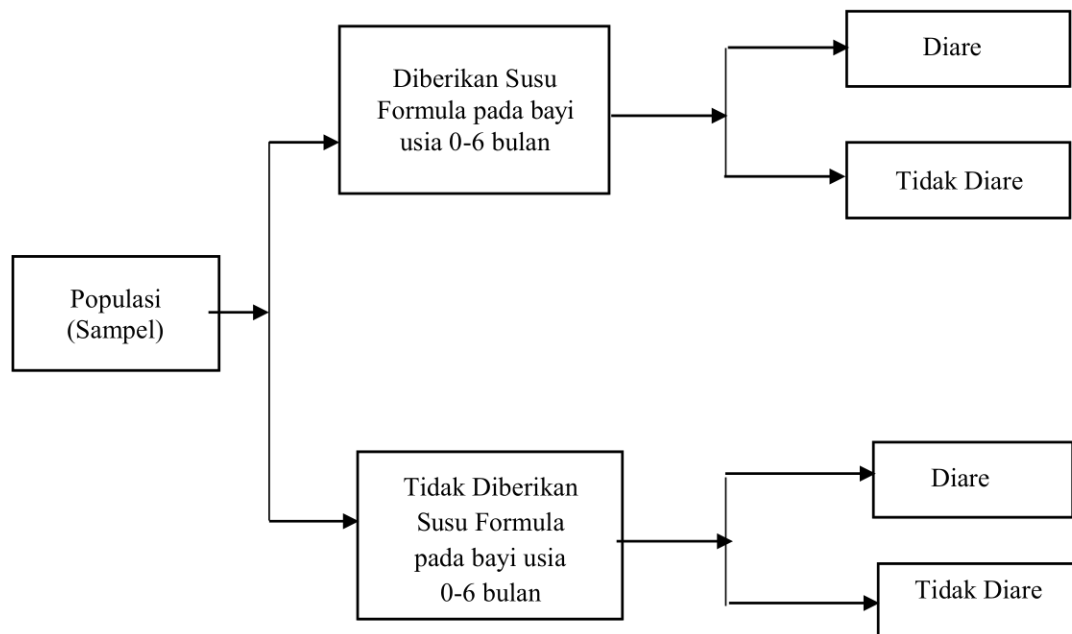 Diberikan Susu
Formula pada bayi
usia 0-6 bulan
Diare
Tidak Diare
Populasi
(Sampel)
Tidak Diberikan
Susu Formula
pada bayi usia
0-6 bulan
Diare
Tidak Diare